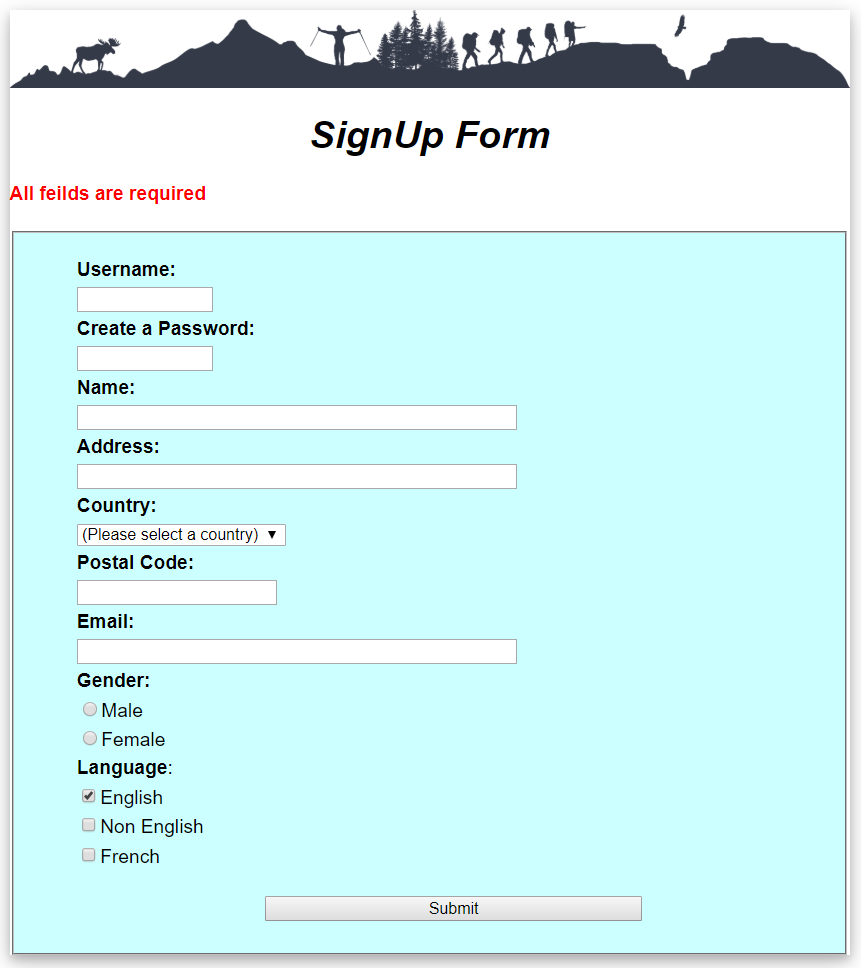 SignUp Form
All feilds are required
Username:
Create a Password:
Name:
Address:
Country:
(Please select a country) ▼
Postal Code:
Email:
Gender:
Male
Female
Language:
English
Non English
French
Submit